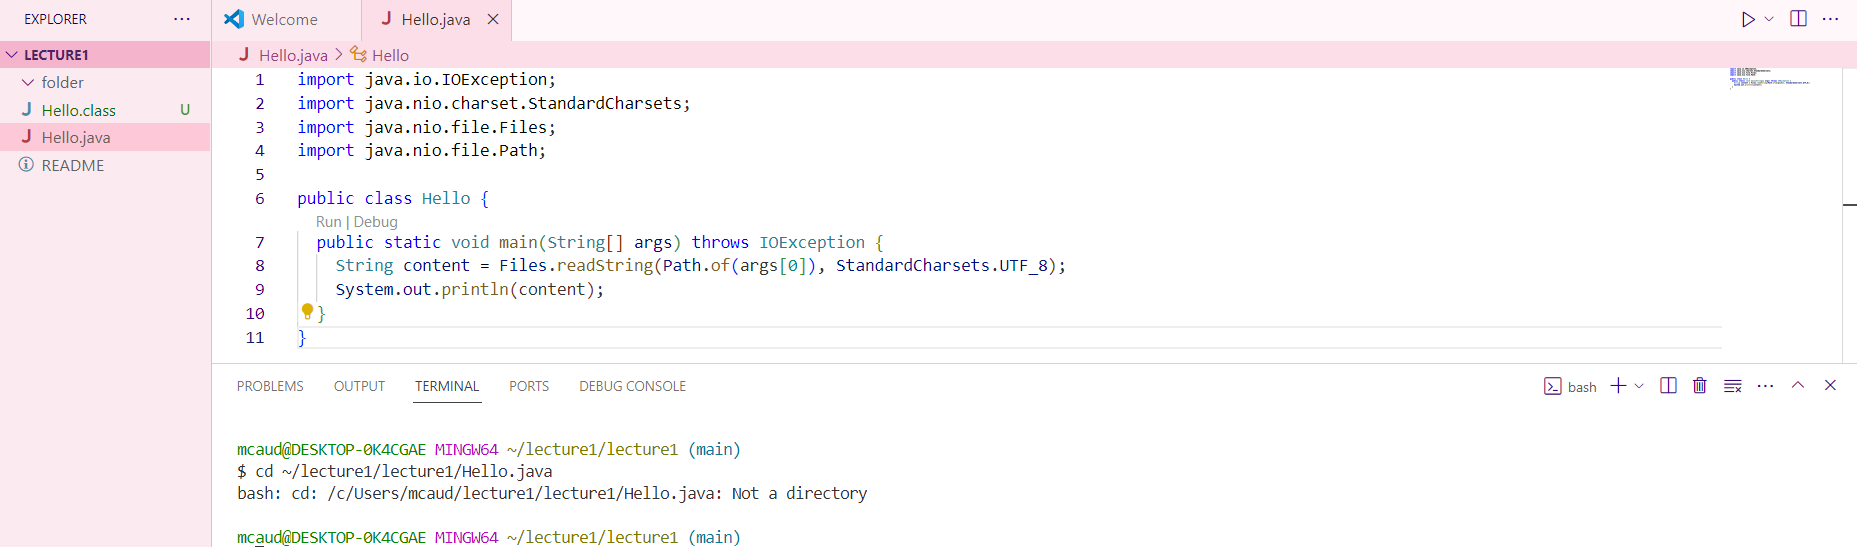 EXPLORER ...
Welcome
J Hello.java
LECTURE1
folder
J Hello.class U
J Hello.java
README
J Hello.java > Hello
1 import java.io.IOException;
2 import java.nio.charset.StandardCharsets;
3 import java.nio.file.Files;
4 import java.nio.file.Path;
5
6 public class Hello {
Run | Debug
7 public static void main(String[] args) throws IOException {
8 String content = Files.readString(Path.of(args[0]), StandardCharsets.UTF_8);
9 System.out.println(content);
10 }
11 }
PROBLEMS OUTPUT TERMINAL PORTS DEBUG CONSOLE
bash
mcaud@DESKTOP-0K4CGAE MINGW64 ~/lecture1/lecture1 (main)
$ cd ~/lecture1/lecture1/Hello.java
bash: cd: /c/Users/mcaud/lecture1/lecture1/Hello.java: Not a directory
mcaud@DESKTOP-0K4CGAE MINGW64 ~/lecture1/lecture1 (main)